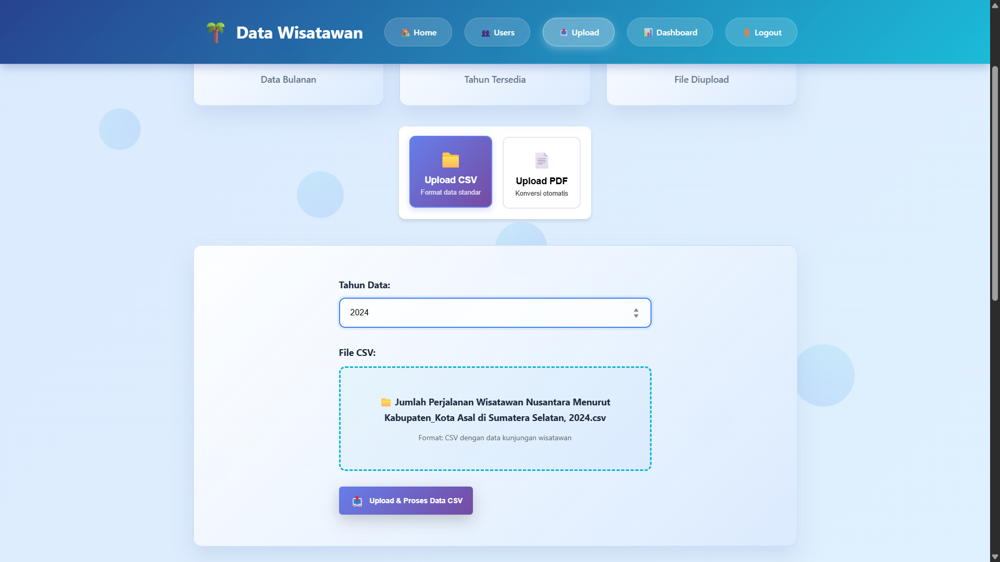 Data Wisatawan
Home
Users
Upload
Dashboard
Logout
Data Bulanan
Tahun Tersedia
File Diupload
Upload CSV
Format data standar
Upload PDF
Konversi otomatis
Tahun Data:
2024
File CSV:
Jumlah Perjalanan Wisatawan Nusantara Menurut
Kabupaten_Kota Asal di Sumatera Selatan, 2024.csv
Format: CSV dengan data kunjungan wisatawan
Upload & Proses Data CSV